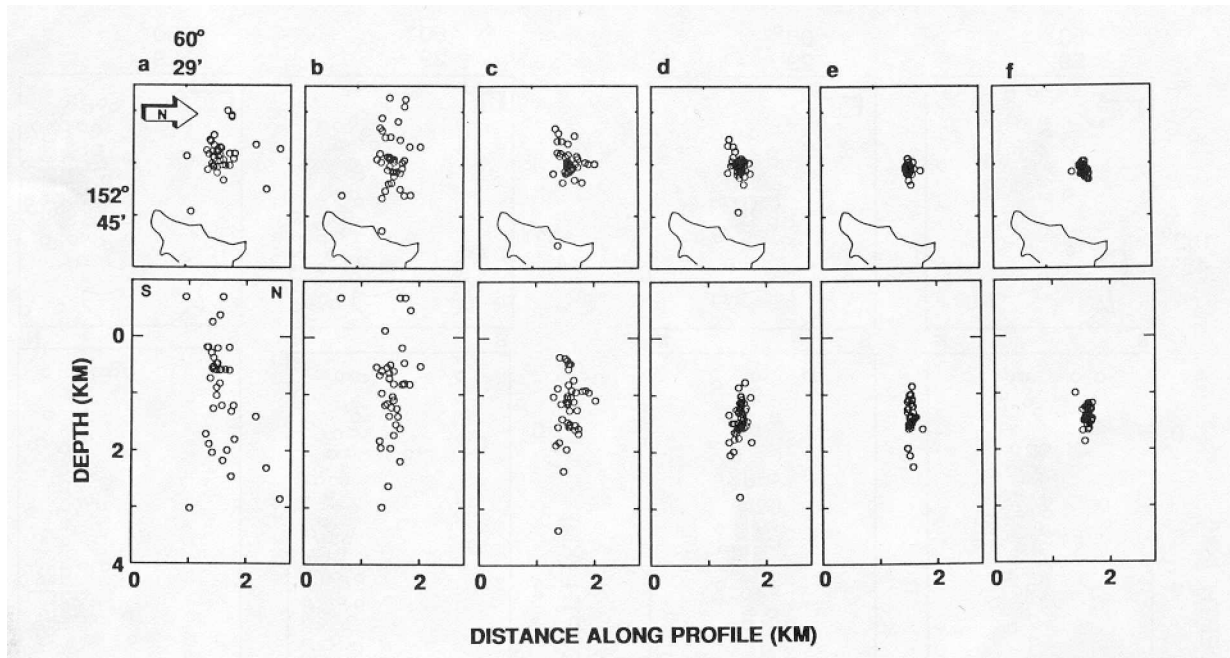 60°
a 29' b c d e f
N
152°
45'
S N
0
DEPTH (KM)
2
4
0 2 0 2 0 2 0 2 0 2 0 2
DISTANCE ALONG PROFILE (KM)